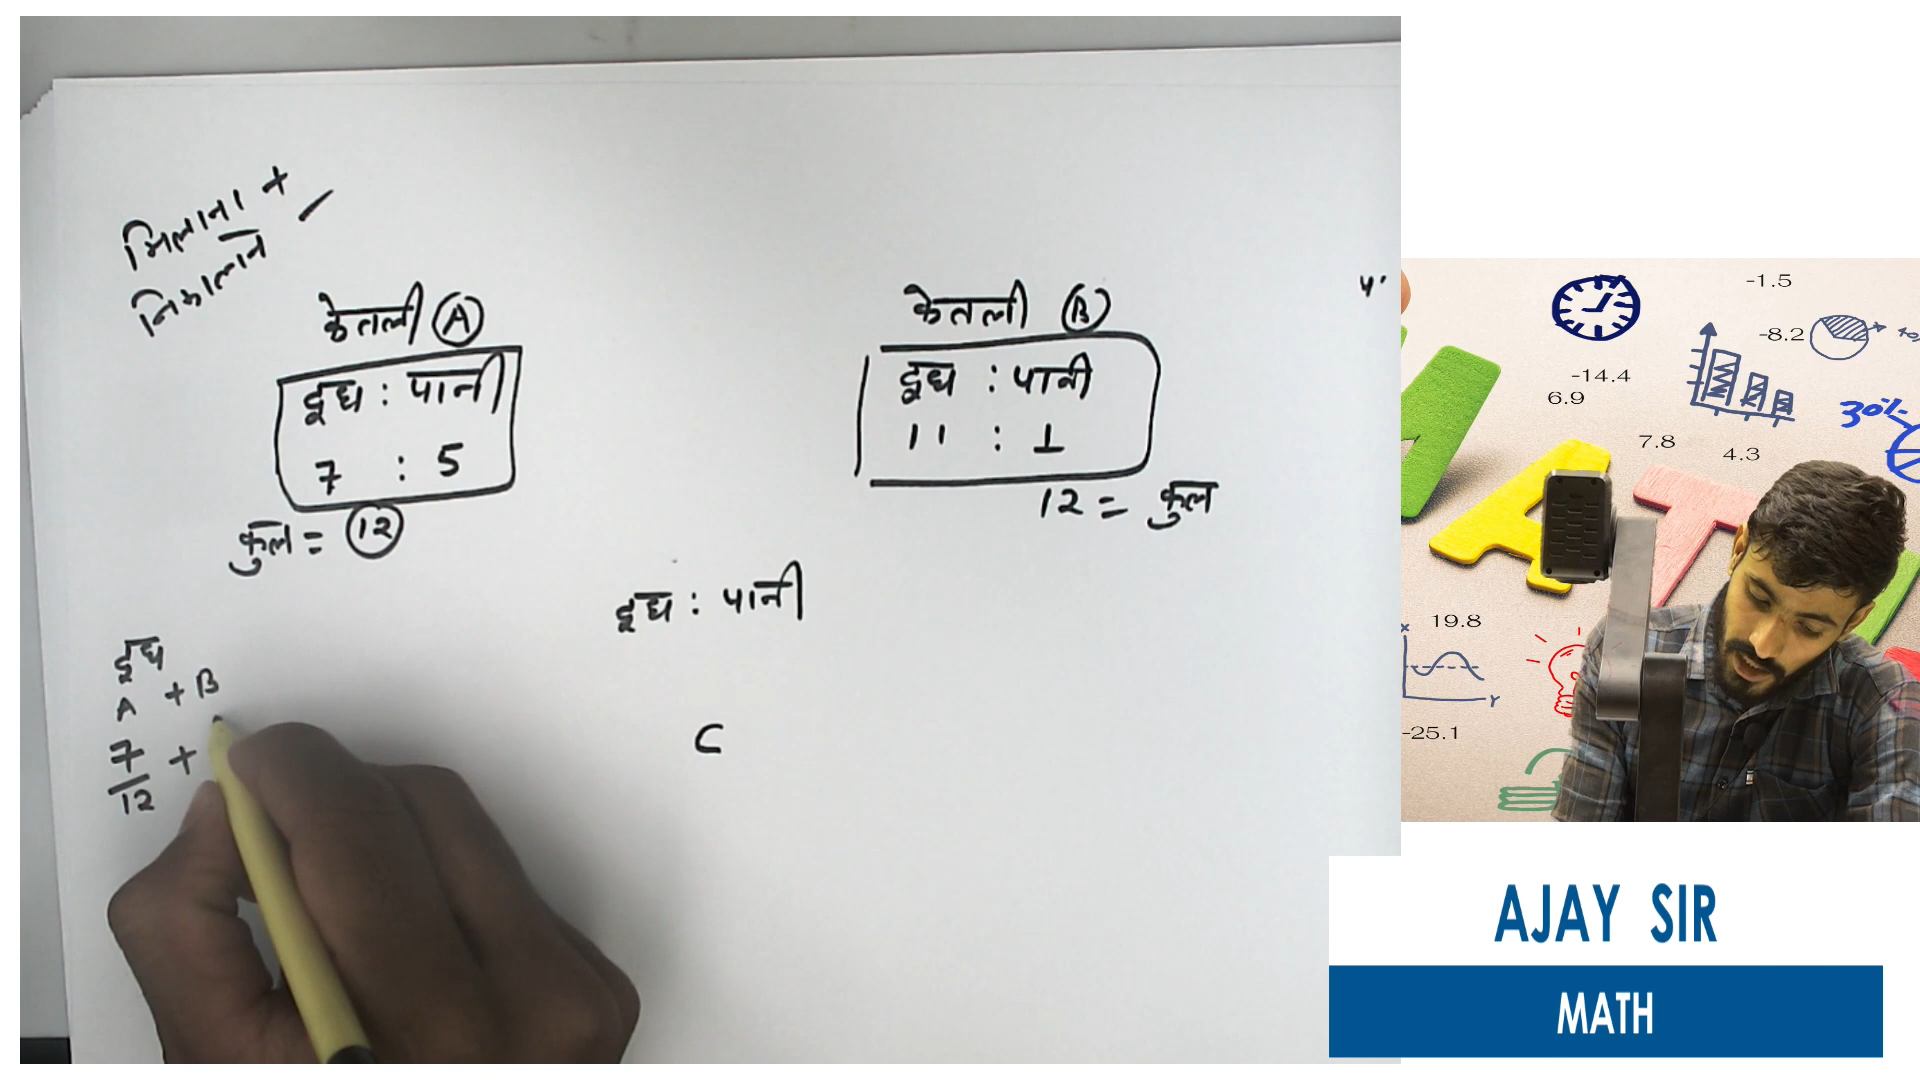 मिलाना +
निकालने -
केतली A
दूध : पानी
7 : 5
कुल = 12
केतली B
दूध : पानी
11 : 1
12 = कुल
दूध : पानी
C
दूध
A + B
7/12 +
-1.5
-8.2
-14.4
6.9
30%
7.8
4.3
19.8
X
Y
-25.1
AJAY SIR
MATH